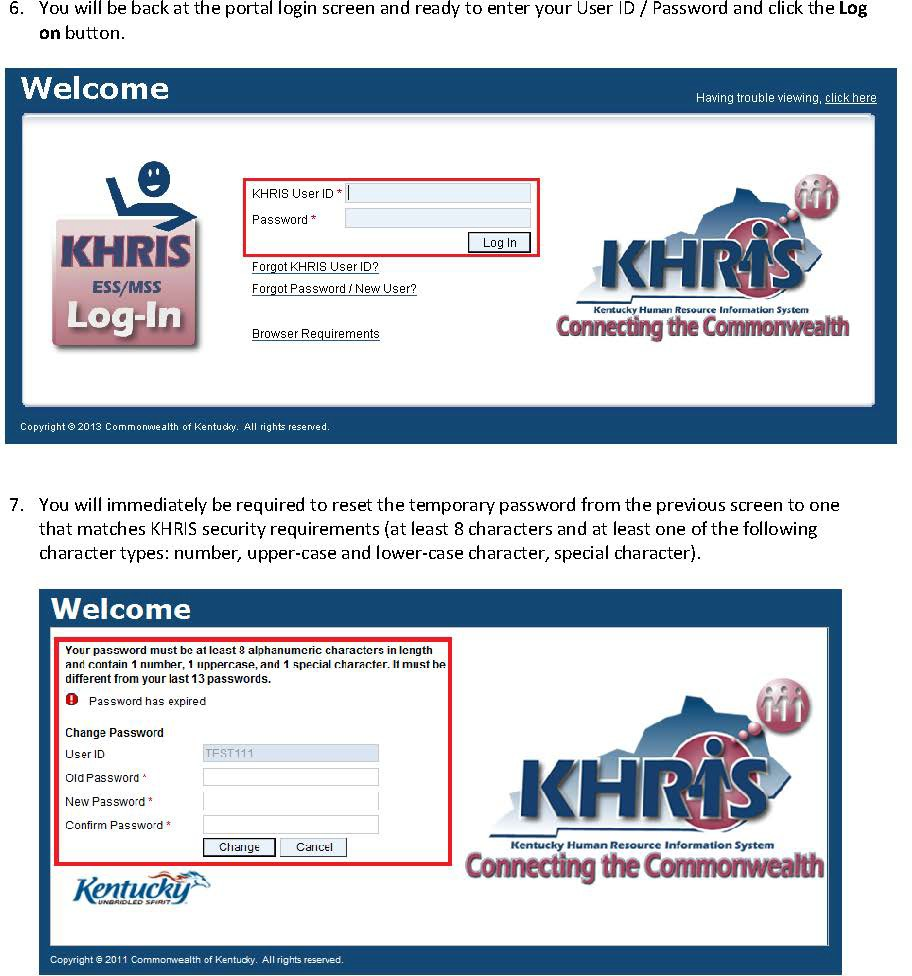 6. You will be back at the portal login screen and ready to enter your User ID / Password and click the Log
on button.
Welcome
Having trouble viewing, click here
KHRIS
ESS/MSS
Log-In
KHRIS User ID *
Password *
Log In
Forgot KHRIS User ID?
Forgot Password / New User?
Browser Requirements
KHRIS
Kentucky Human Resource Information System
Connecting the Commonwealth
Copyright © 2013 Commonwealth of Kentucky. All rights reserved.
7. You will immediately be required to reset the temporary password from the previous screen to one
that matches KHRIS security requirements (at least 8 characters and at least one of the following
character types: number, upper-case and lower-case character, special character).
Welcome
Your password must be at least 8 alphanumeric characters in length
and contain 1 number, 1 uppercase, and 1 special character. It must be
different from your last 13 passwords.
Password has expired
Change Password
User ID TEST111
Old Password *
New Password *
Confirm Password *
Change Cancel
Kentucky
UNBRIDLED SPIRIT
KHRIS
Kentucky Human Resource Information System
Connecting the Commonwealth
Copyright © 2011 Commonwealth of Kentucky. All rights reserved.